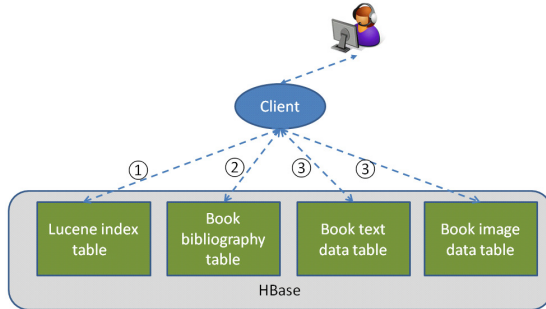 Client
① ② ③ ③
Lucene index
table
Book
bibliography
table
Book text
data table
Book image
data table
HBase